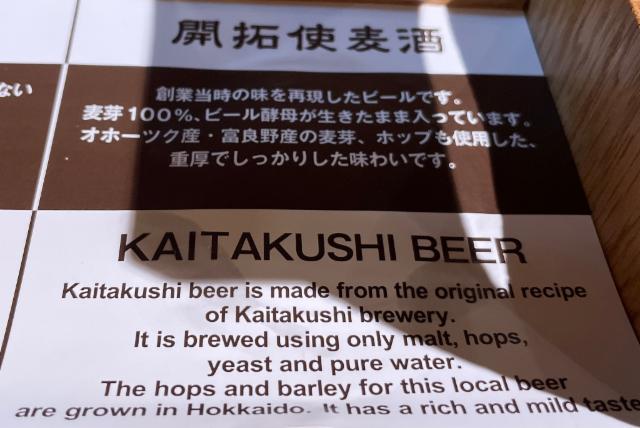 開拓使麦酒
ない
創業当時の味を再現したビールです。
麦芽100%、ビール酵母が生きたまま入っています。
オホーツク産・富良野産の麦芽、ホップも使用した、
重厚でしっかりした味わいです。
KAITAKUSHI BEER
Kaitakushi beer is made from the original recipe
of Kaitakushi brewery.
It is brewed using only malt, hops,
yeast and pure water.
The hops and barley for this local beer
are grown in Hokkaido. It has a rich and mild taste